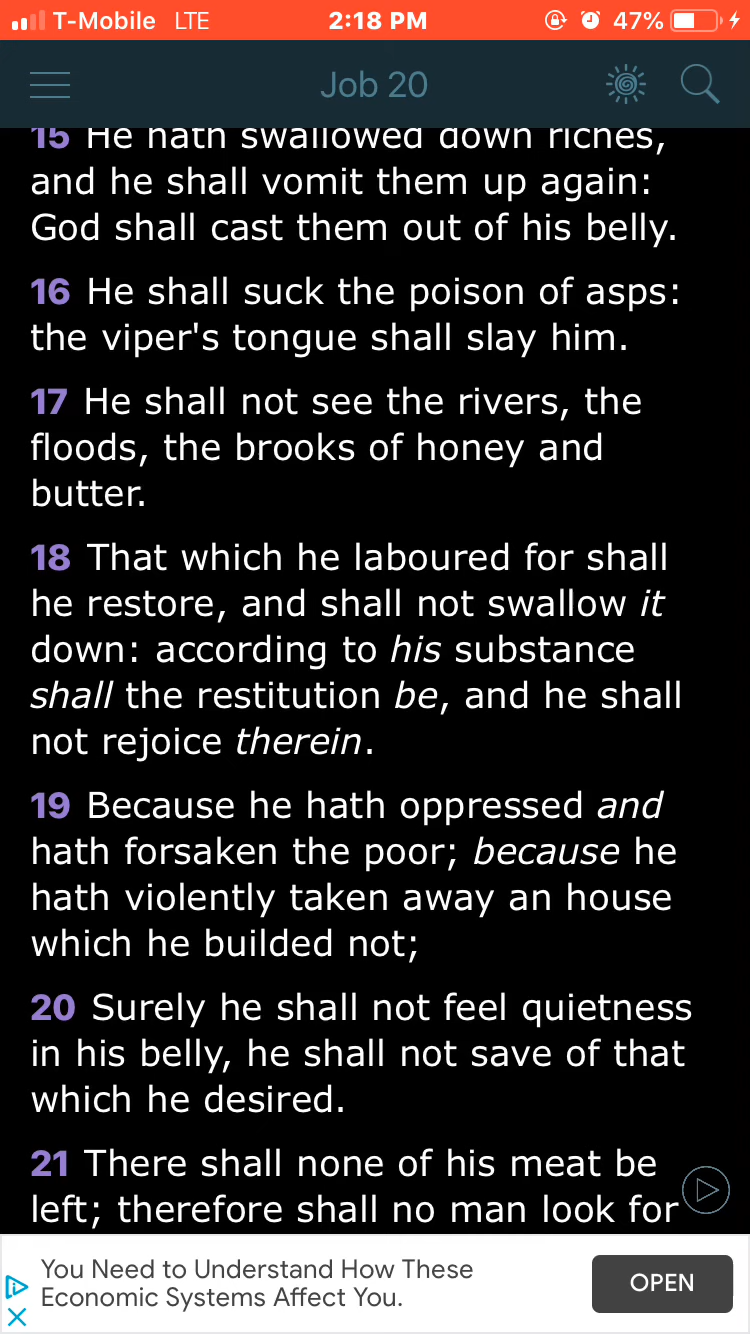 T-Mobile LTE 2:18 PM 47%
Job 20
15 He hath swallowed down riches,
and he shall vomit them up again:
God shall cast them out of his belly.
16 He shall suck the poison of asps:
the viper's tongue shall slay him.
17 He shall not see the rivers, the
floods, the brooks of honey and
butter.
18 That which he laboured for shall
he restore, and shall not swallow it
down: according to his substance
shall the restitution be, and he shall
not rejoice therein.
19 Because he hath oppressed and
hath forsaken the poor; because he
hath violently taken away an house
which he builded not;
20 Surely he shall not feel quietness
in his belly, he shall not save of that
which he desired.
21 There shall none of his meat be
left; therefore shall no man look for
You Need to Understand How These
Economic Systems Affect You.
OPEN